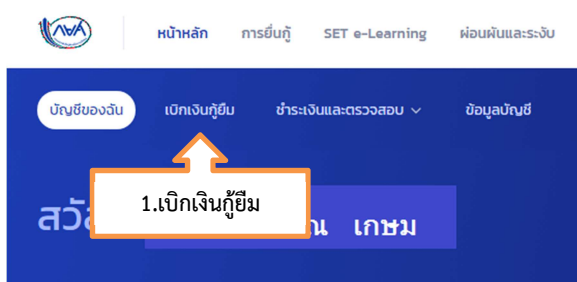 กยศ
หน้าหลัก การยื่นกู้ SET e-Learning ผ่อนผันและระงับ
บัญชีของฉัน เบิกเงินกู้ยืม ชำระเงินและตรวจสอบ ข้อมูลบัญชี
1.เบิกเงินกู้ยืม
ณ เกษม